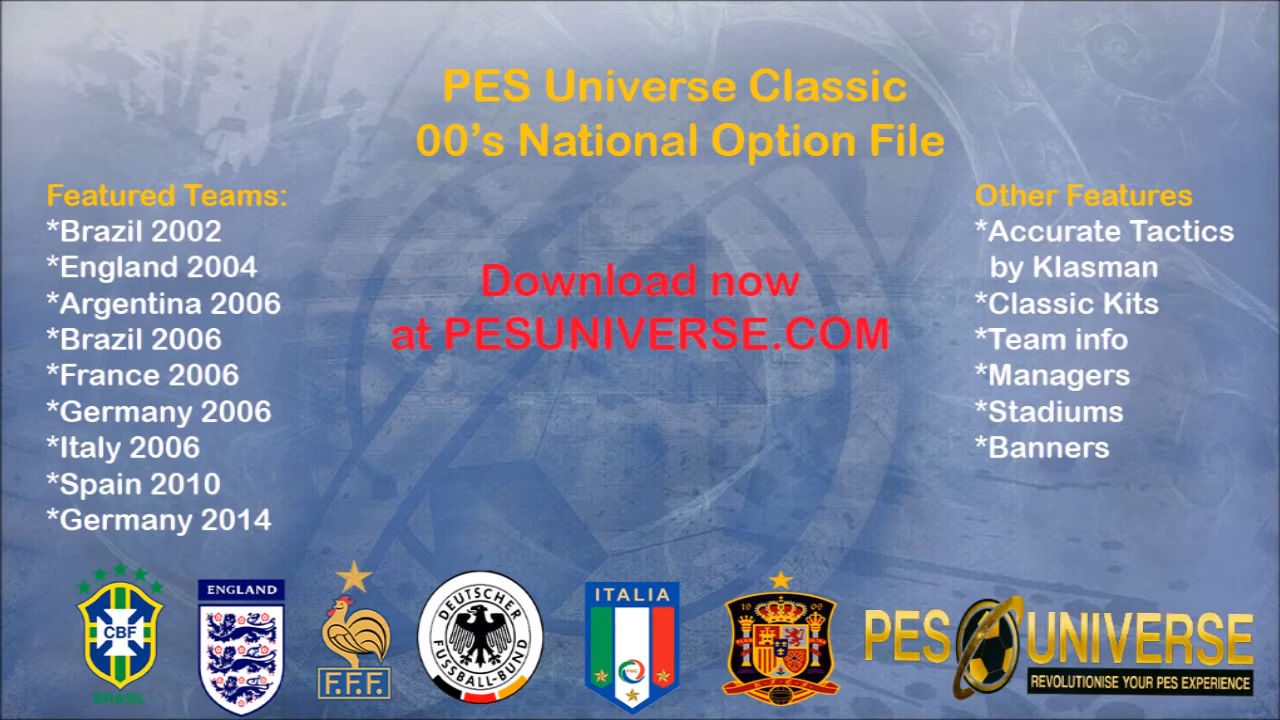 PES Universe Classic
00's National Option File
Featured Teams:
*Brazil 2002
*England 2004
*Argentina 2006
*Brazil 2006
*France 2006
*Germany 2006
*Italy 2006
*Spain 2010
*Germany 2014
Download now
at PESUNIVERSE.COM
Other Features
*Accurate Tactics
by Klasman
*Classic Kits
*Team info
*Managers
*Stadiums
*Banners
CBF
BRASIL
ENGLAND
F.F.F.
DEUTSCHER
FUSSBALL-BUND
ITALIA
1909
PES UNIVERSE
REVOLUTIONISE YOUR PES EXPERIENCE